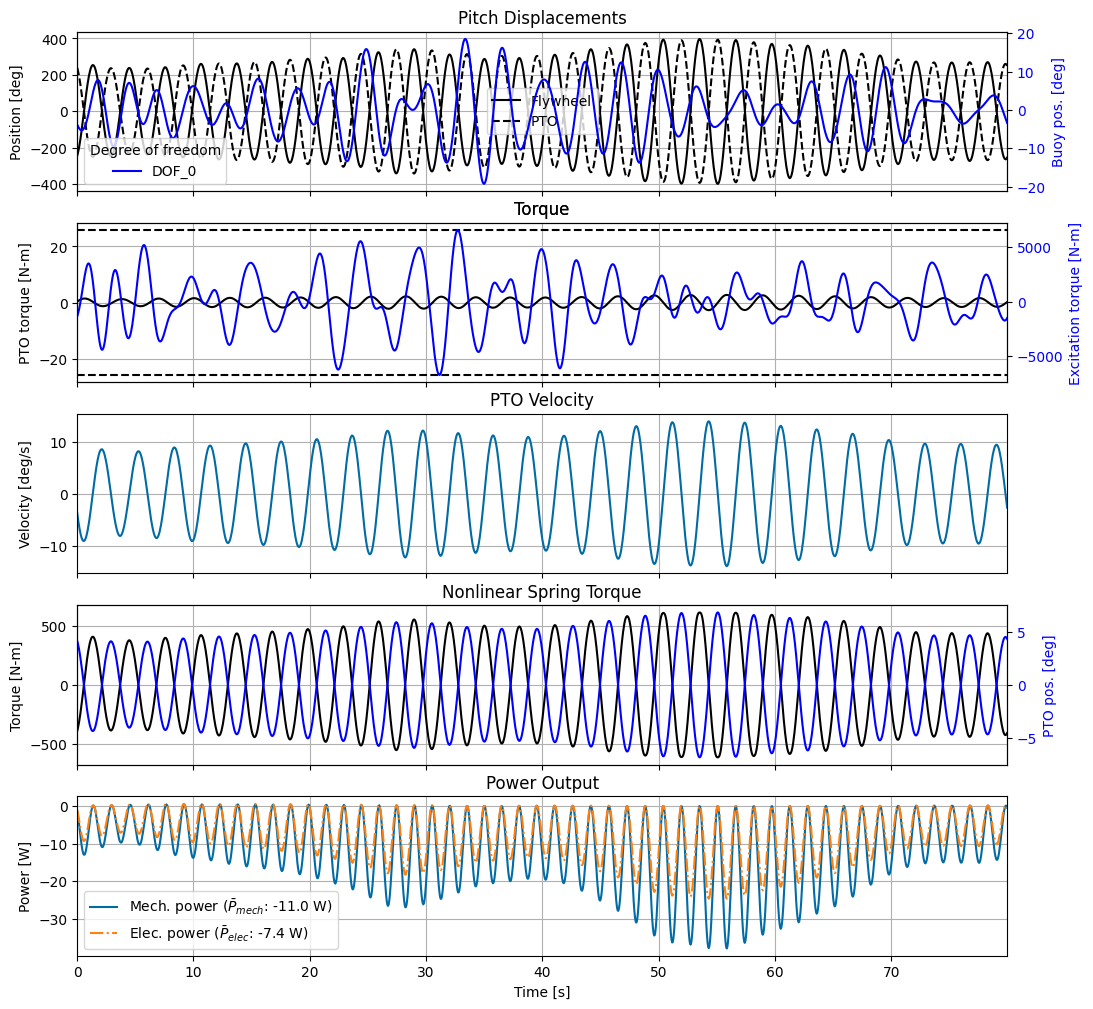 Pitch Displacements
Position [deg]
400
200
0
−200
−400
20
10
0
−10
−20
Buoy pos. [deg]
Flywheel
PTO
Degree of freedom
DOF_0
Torque
PTO torque [N-m]
20
0
−20
5000
0
−5000
Excitation torque [N-m]
PTO Velocity
Velocity [deg/s]
10
0
−10
Nonlinear Spring Torque
Torque [N-m]
500
0
−500
5
0
−5
PTO pos. [deg]
Power Output
Power [W]
0
−10
−20
−30
Mech. power (P̄mech: -11.0 W)
Elec. power (P̄elec: -7.4 W)
0 10 20 30 40 50 60 70
Time [s]